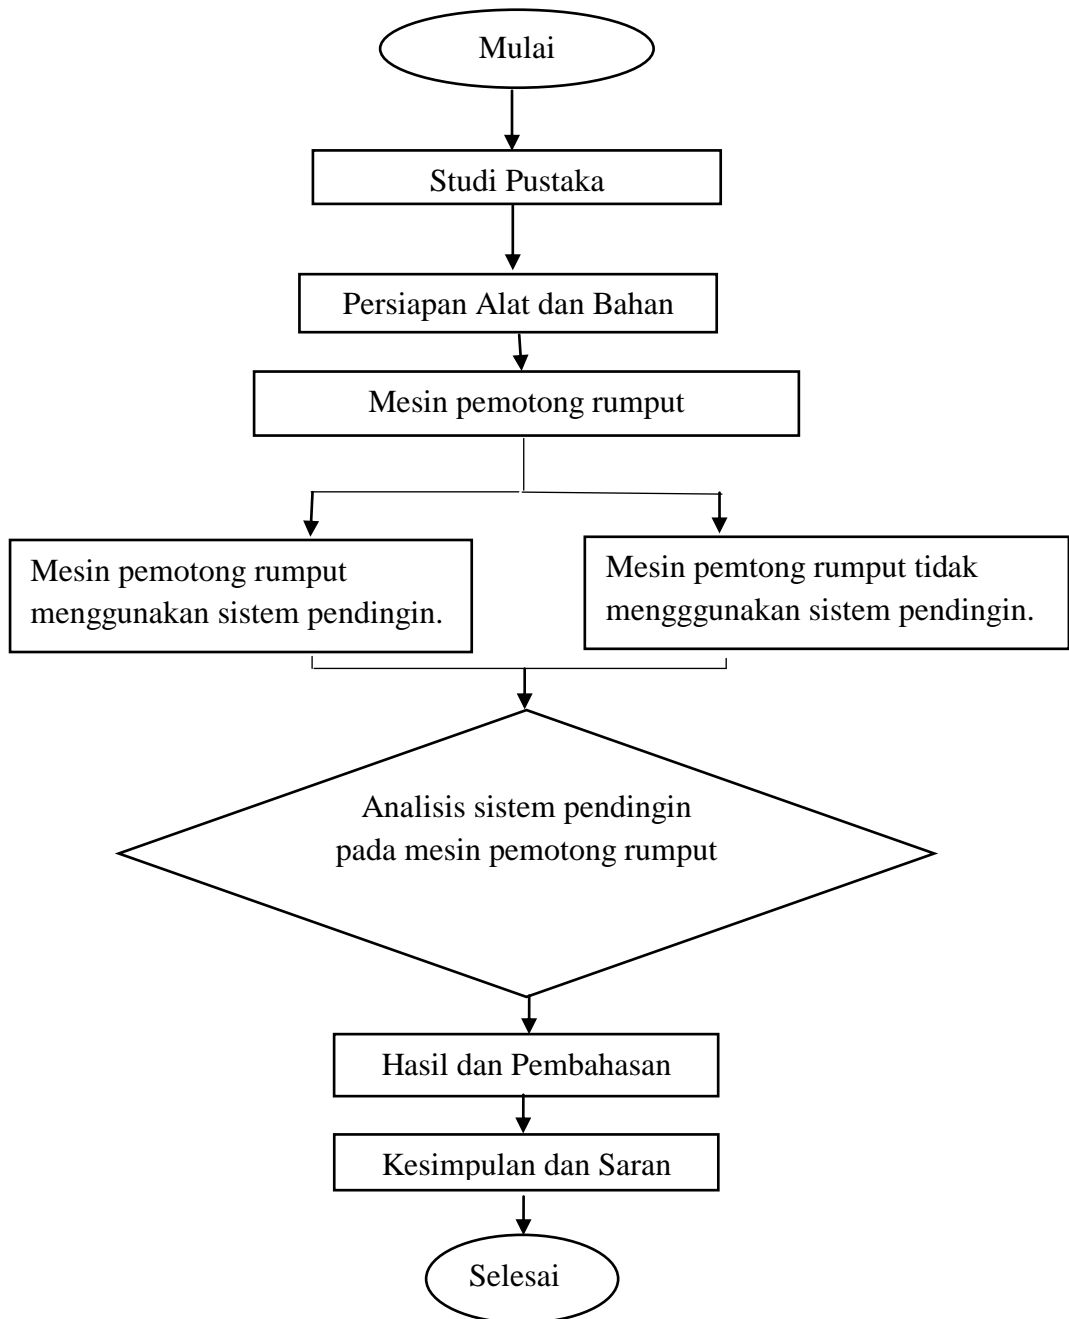 Mulai
Studi Pustaka
Persiapan Alat dan Bahan
Mesin pemotong rumput
Mesin pemotong rumput
menggunakan sistem pendingin.
Mesin pemtong rumput tidak
mengggunakan sistem pendingin.
Analisis sistem pendingin
pada mesin pemotong rumput
Hasil dan Pembahasan
Kesimpulan dan Saran
Selesai